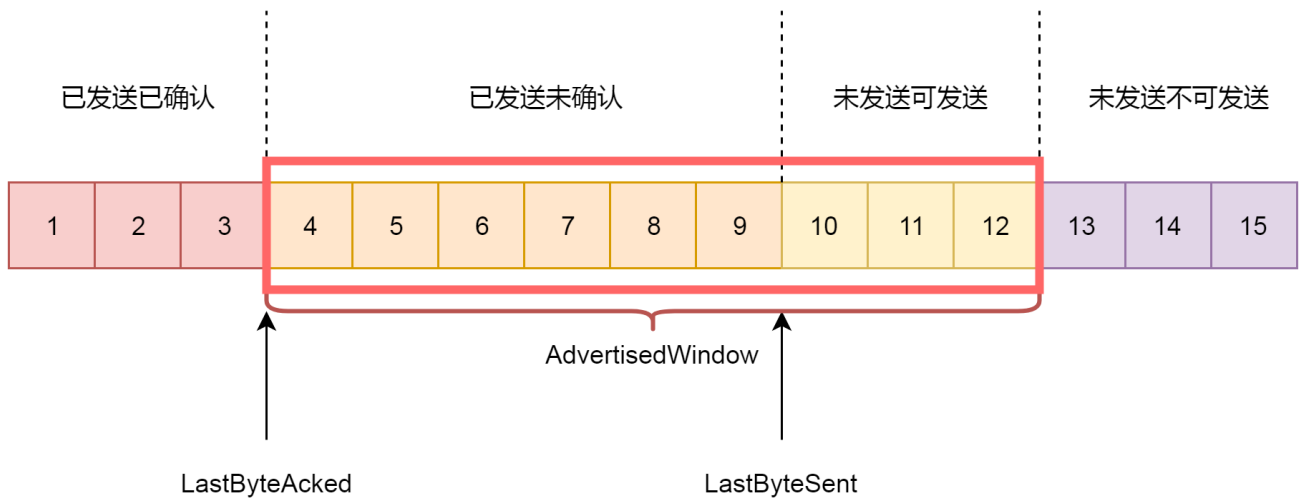 已发送已确认 已发送未确认 未发送可发送 未发送不可发送
1 2 3 4 5 6 7 8 9 10 11 12 13 14 15
AdvertisedWindow
LastByteAcked LastByteSent